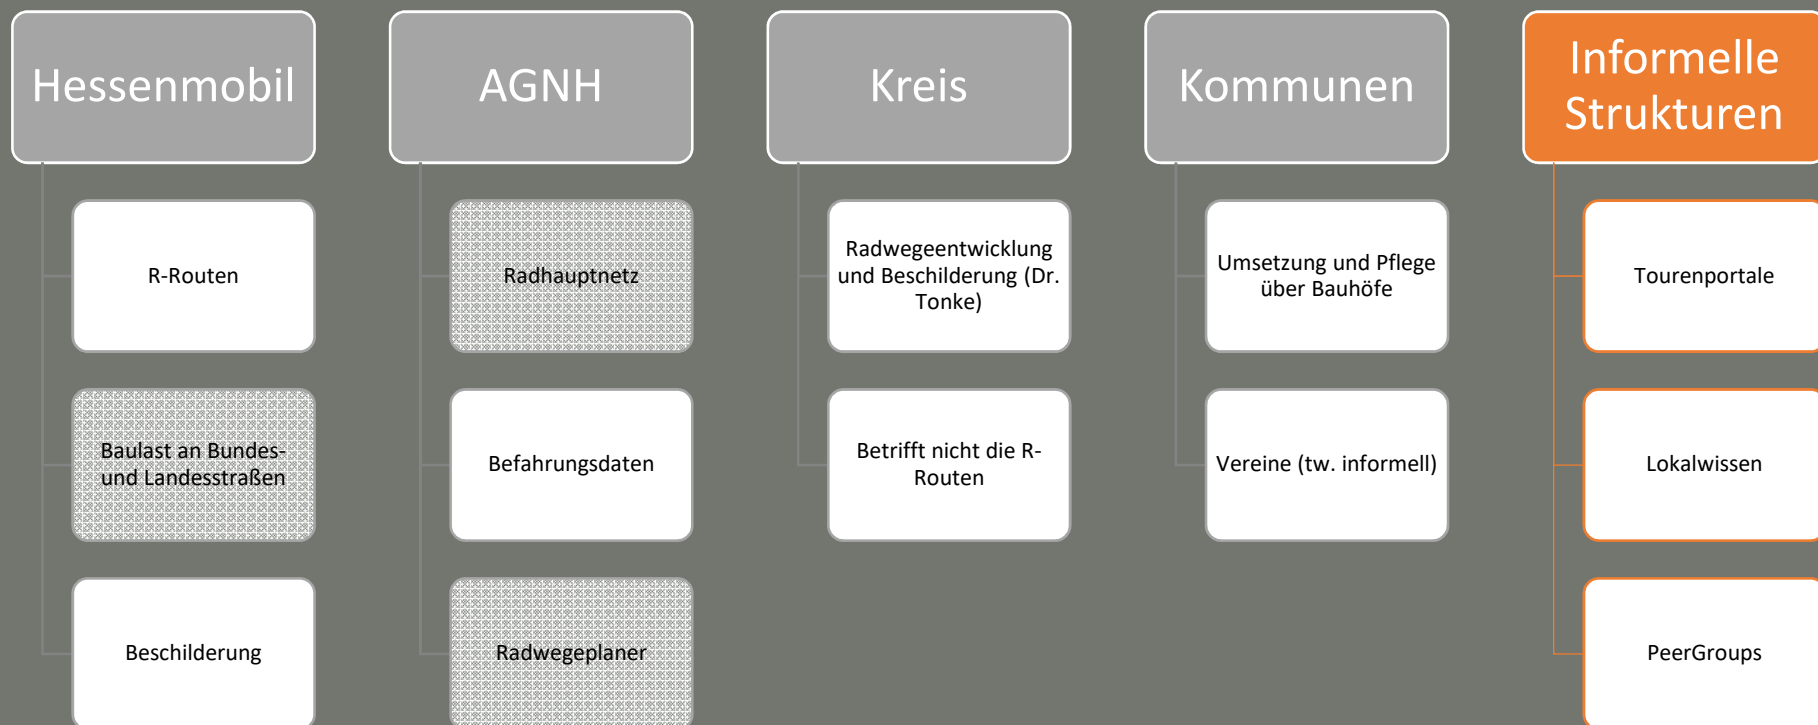 Hessenmobil
R-Routen
Baulast an Bundes-
und Landesstraßen
Beschilderung
AGNH
Radhauptnetz
Befahrungsdaten
Radwegeplaner
Kreis
Radwegeentwicklung
und Beschilderung (Dr.
Tonke)
Betrifft nicht die R-
Routen
Kommunen
Umsetzung und Pflege
über Bauhöfe
Vereine (tw. informell)
Informelle
Strukturen
Tourenportale
Lokalwissen
PeerGroups